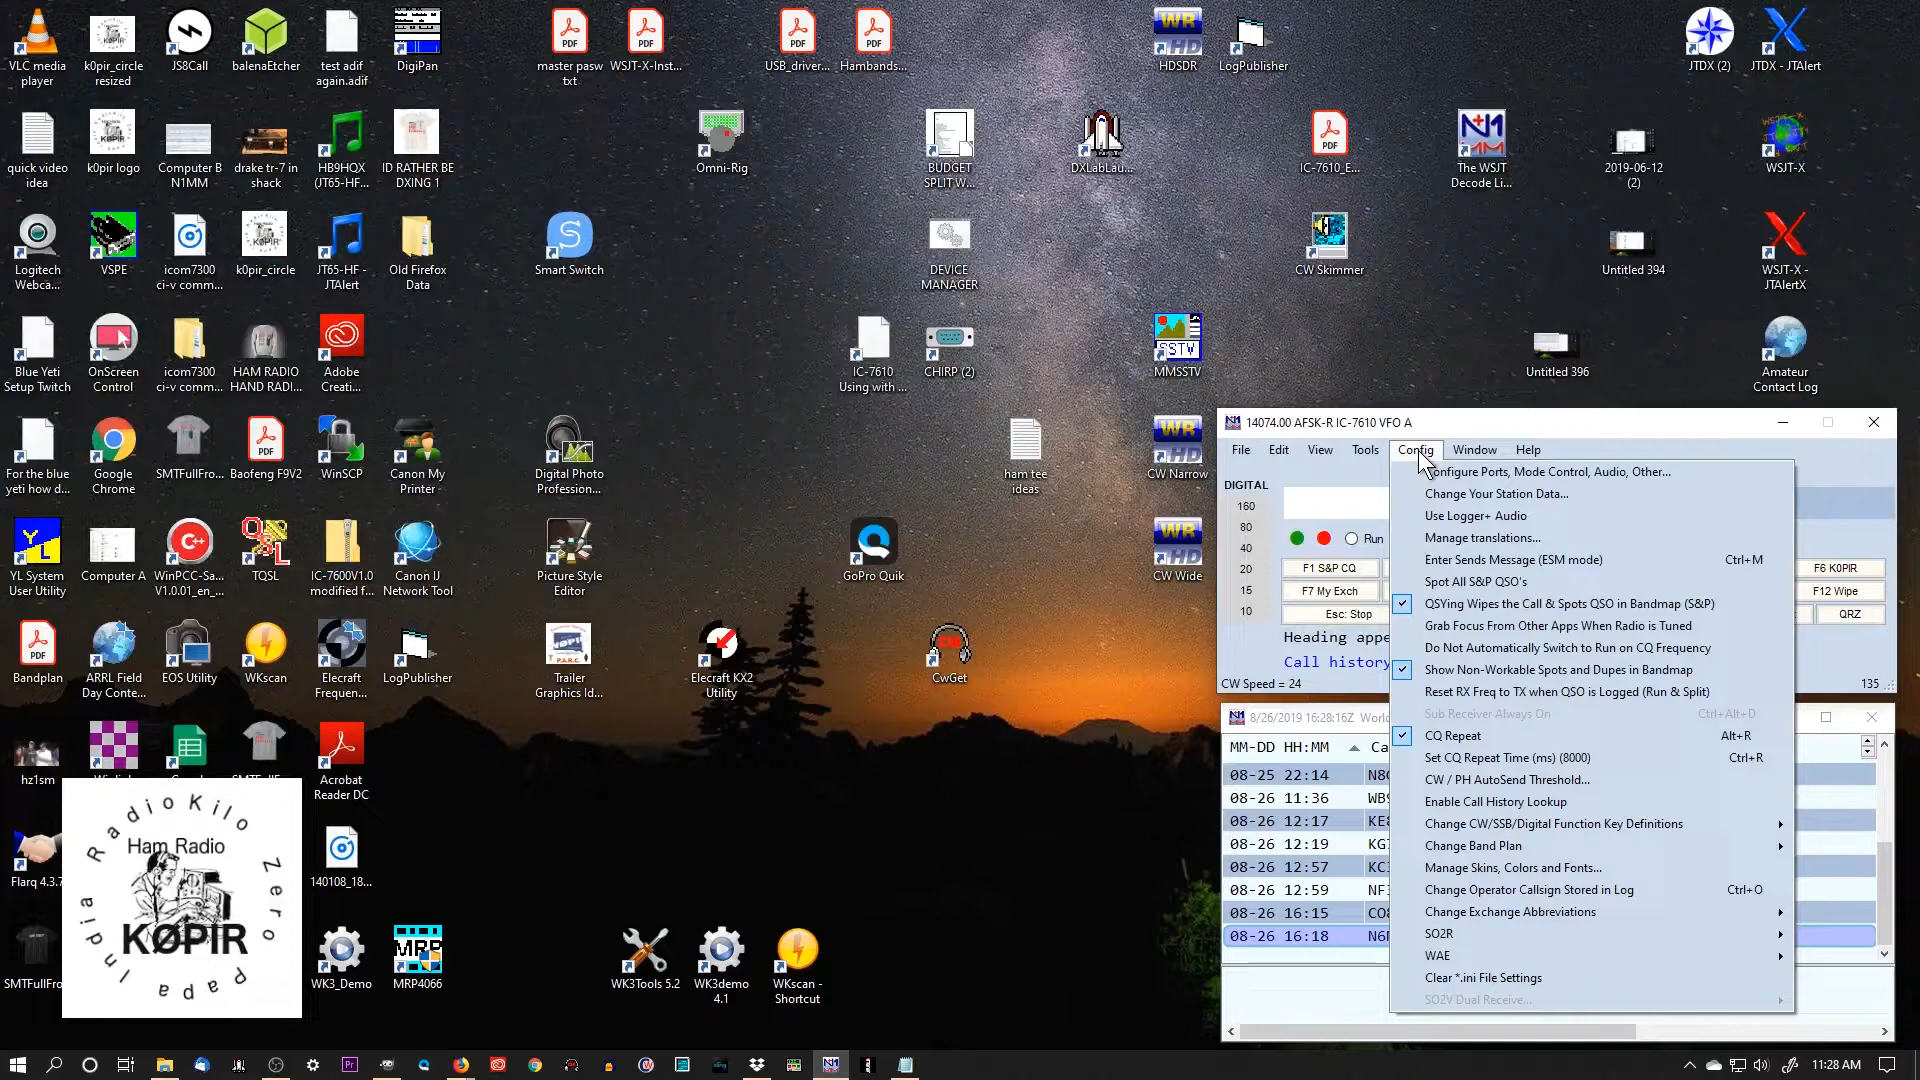 VLC media player
k0pir_circle resized
JS8Call
balenaEtcher
test adif again.adif
DigiPan
master pasw txt
WSJT-X-Inst...
USB_driver...
Hambands...
HDSDR
LogPublisher
JTDX (2)
JTDX - JTAlert
quick video idea
k0pir logo
Computer B N1MM
drake tr-7 in shack
HB9HQX (JT65-HF...
ID RATHER BE DXING 1
Omni-Rig
BUDGET SPLIT W...
DXLabLau...
IC-7610_E...
The WSJT Decode Li...
2019-06-12 (2)
WSJT-X
Logitech Webca...
VSPE
icom7300 ci-v comm...
k0pir_circle
JT65-HF - JTAlert
Old Firefox Data
Smart Switch
DEVICE MANAGER
CW Skimmer
Untitled 394
WSJT-X - JTAlertX
Blue Yeti Setup Twitch
OnScreen Control
icom7300 ci-v comm...
HAM RADIO HAND RADI...
Adobe Creati...
IC-7610 Using with ...
CHIRP (2)
MMSSTV
Untitled 396
Amateur Contact Log
For the blue yeti how d...
Google Chrome
SMTFullFro...
Baofeng F9V2
WinSCP
Canon My Printer
Digital Photo Profession...
ham tee ideas
CW Narrow
YL System User Utility
Computer A
WinPCC-Sa... V1.0.01_en_...
TQSL
IC-7600V1.0 modified f...
Canon IJ Network Tool
Picture Style Editor
GoPro Quik
CW Wide
Bandplan
ARRL Field Day Conte...
EOS Utility
WKscan
Elecraft Frequen...
LogPublisher
Trailer Graphics Id...
Elecraft KX2 Utility
CwGet
hz1sm
Acrobat Reader DC
Flarq 4.3.7
140108_18...
SMTFullFro
WK3_Demo
MRP4066
WK3Tools 5.2
WK3demo 4.1
WKscan - Shortcut
Radio Kilo Zero Papa India
Ham Radio
KØPIR
14074.00 AFSK-R IC-7610 VFO A
File Edit View Tools Config Window Help
DIGITAL
160
80
40
20
15
10
Run
F1 S&P CQ
F6 K0PIR
F7 My Exch
F12 Wipe
Esc: Stop
QRZ
Heading appe
Call history
CW Speed = 24
135
onfigure Ports, Mode Control, Audio, Other...
Change Your Station Data...
Use Logger+ Audio
Manage translations...
Enter Sends Message (ESM mode) Ctrl+M
Spot All S&P QSO's
QSYing Wipes the Call & Spots QSO in Bandmap (S&P)
Grab Focus From Other Apps When Radio is Tuned
Do Not Automatically Switch to Run on CQ Frequency
Show Non-Workable Spots and Dupes in Bandmap
Reset RX Freq to TX when QSO is Logged (Run & Split)
Sub Receiver Always On Ctrl+Alt+D
CQ Repeat Alt+R
Set CQ Repeat Time (ms) (8000) Ctrl+R
CW / PH AutoSend Threshold...
Enable Call History Lookup
Change CW/SSB/Digital Function Key Definitions
Change Band Plan
Manage Skins, Colors and Fonts...
Change Operator Callsign Stored in Log Ctrl+O
Change Exchange Abbreviations
SO2R
WAE
Clear *.ini File Settings
SO2V Dual Receive...
8/26/2019 16:28:16Z World
MM-DD HH:MM Ca
08-25 22:14 N8
08-26 11:36 WB
08-26 12:17 KE
08-26 12:19 KG
08-26 12:57 KC
08-26 12:59 NF
08-26 16:15 CO
08-26 16:18 N6
11:28 AM